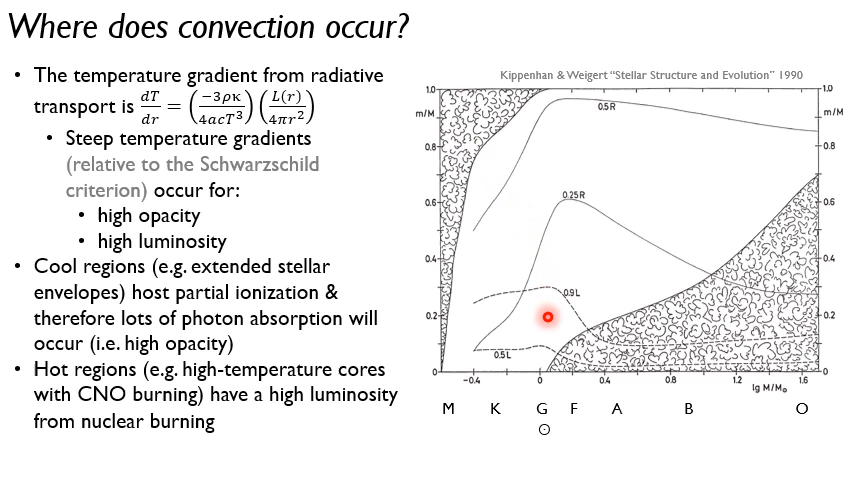 Where does convection occur?
• The temperature gradient from radiative
transport is dT/dr = (−3ρκ/4acT³)(L(r)/4πr²)
• Steep temperature gradients
(relative to the Schwarzschild
criterion) occur for:
• high opacity
• high luminosity
• Cool regions (e.g. extended stellar
envelopes) host partial ionization &
therefore lots of photon absorption will
occur (i.e. high opacity)
• Hot regions (e.g. high-temperature cores
with CNO burning) have a high luminosity
from nuclear burning
Kippenhan & Weigert “Stellar Structure and Evolution” 1990
1.0
m/M
0.8
0.6
0.4
0.2
0
0.5R
0.25R
0.9L
0.5L
1.0
m/M
0.8
0.6
0.4
0.2
0
-0.4 0 0.4 0.8 1.2 1.6
lg M/M⊙
M K G F A B O
⊙